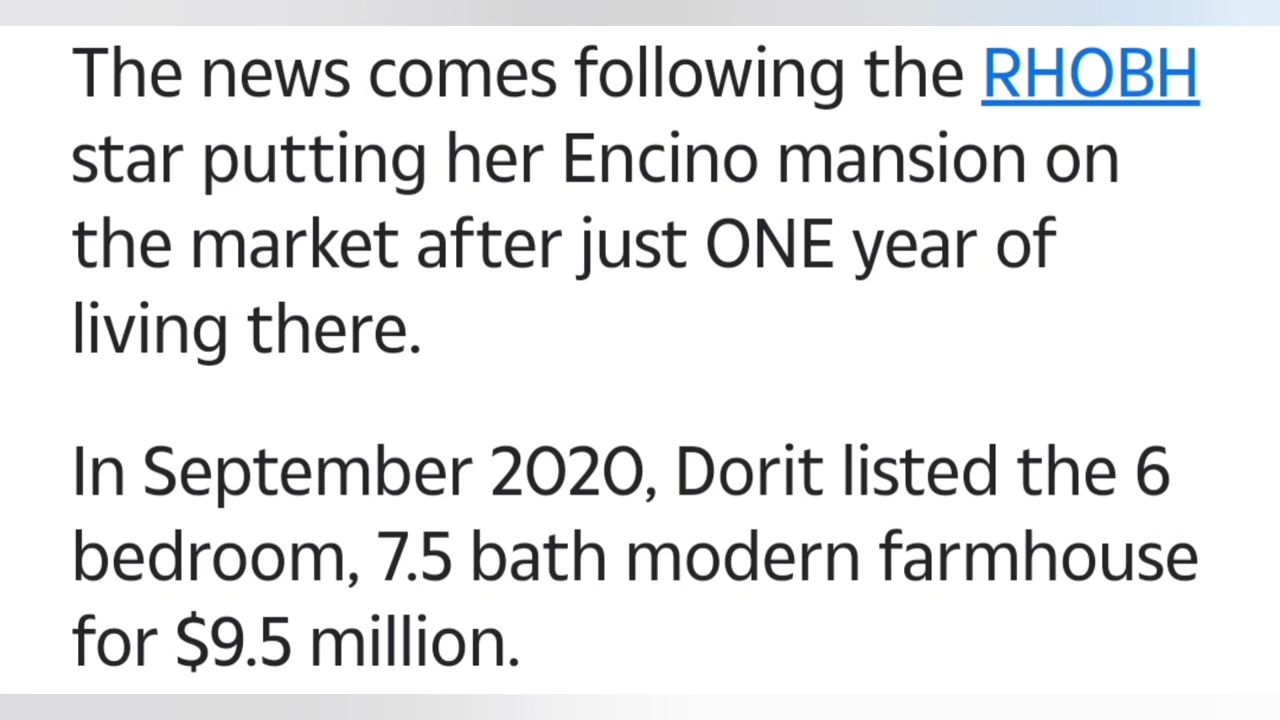 The news comes following the RHOBH
star putting her Encino mansion on
the market after just ONE year of
living there.
In September 2020, Dorit listed the 6
bedroom, 7.5 bath modern farmhouse
for $9.5 million.